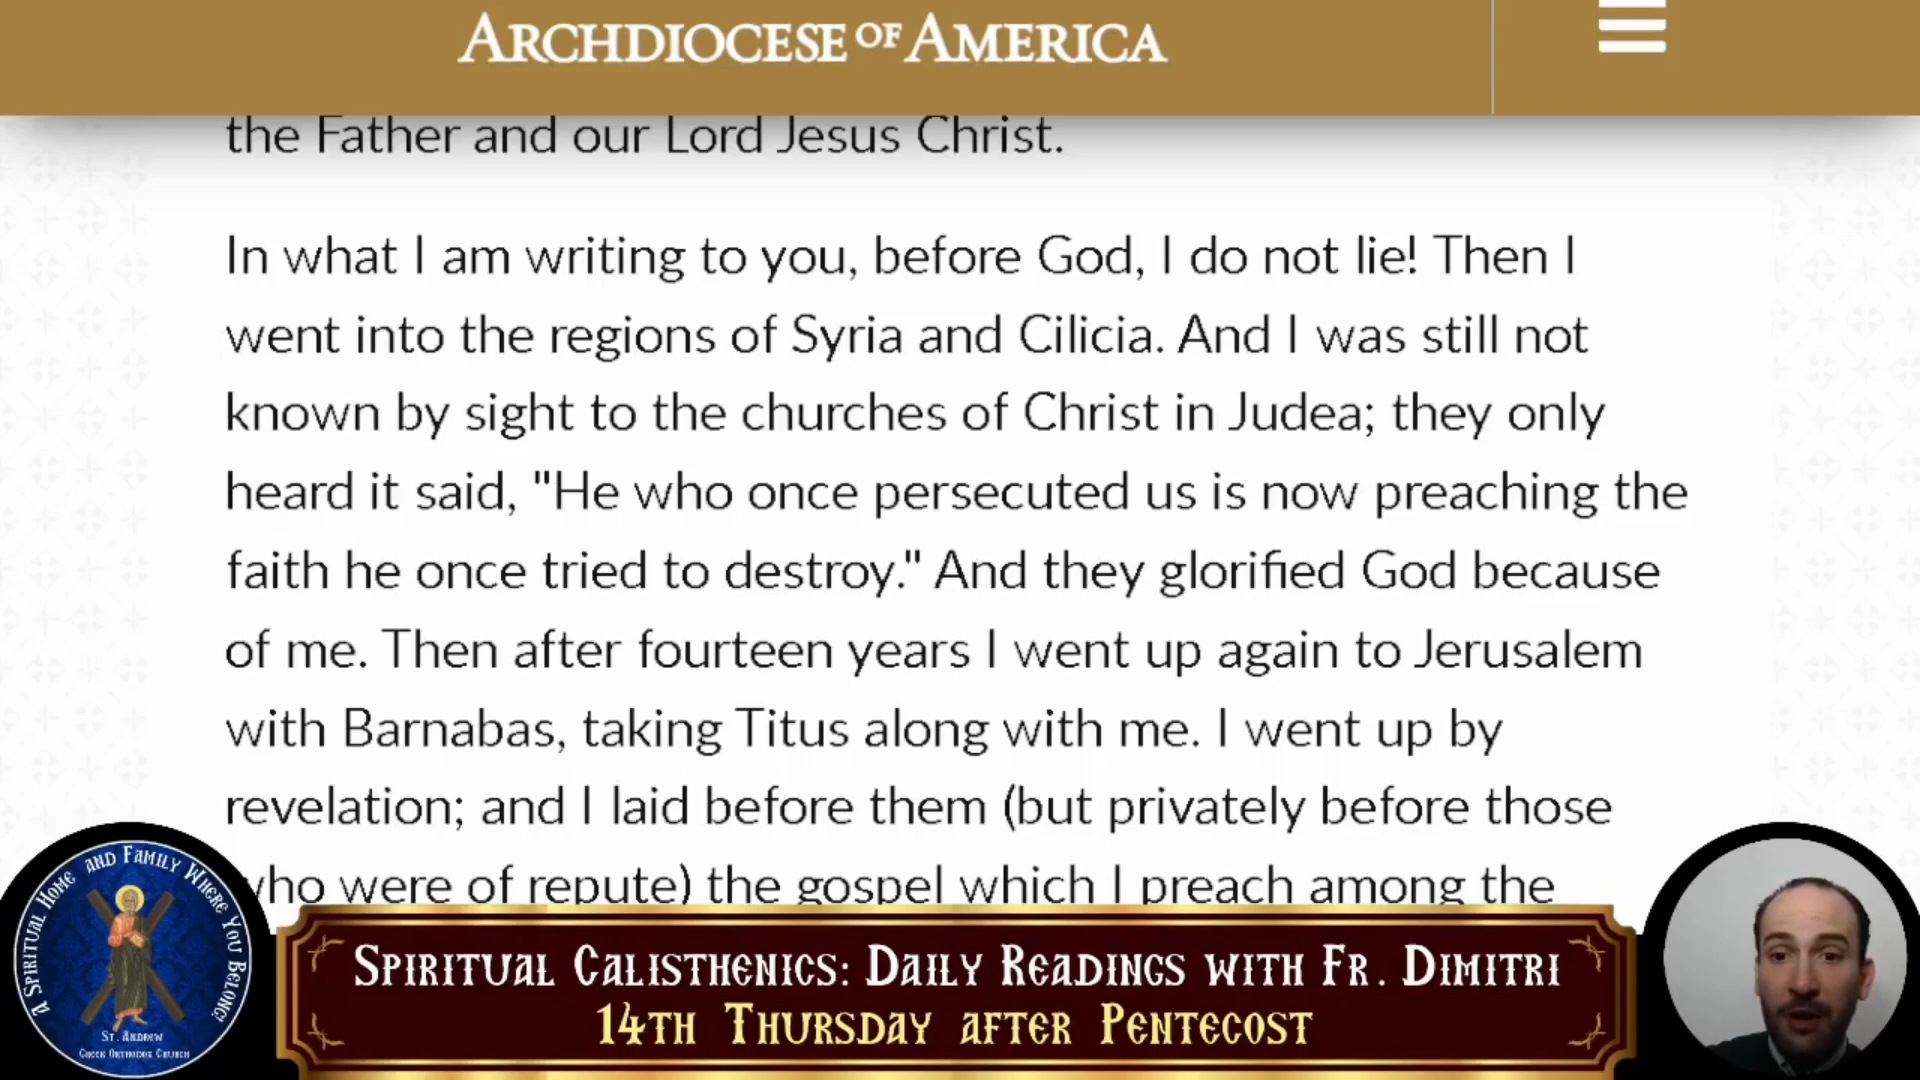 ARCHDIOCESE OF AMERICA
the Father and our Lord Jesus Christ.
In what I am writing to you, before God, I do not lie! Then I
went into the regions of Syria and Cilicia. And I was still not
known by sight to the churches of Christ in Judea; they only
heard it said, "He who once persecuted us is now preaching the
faith he once tried to destroy." And they glorified God because
of me. Then after fourteen years I went up again to Jerusalem
with Barnabas, taking Titus along with me. I went up by
revelation; and I laid before them (but privately before those
who were of repute) the gospel which I preach among the
A Spiritual Home and Family Where You Belong!
St. Andrew
Greek Orthodox Church
Spiritual Calisthenics: Daily Readings with Fr. Dimitri
14th Thursday after Pentecost